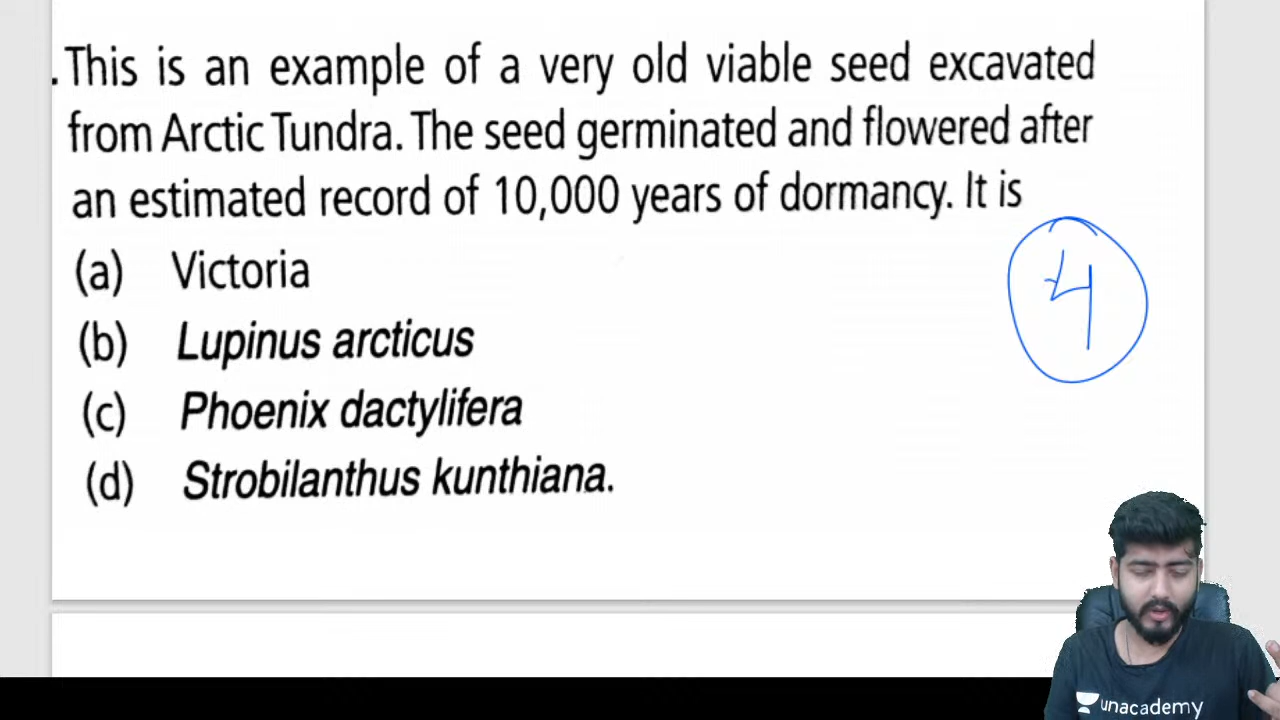 . This is an example of a very old viable seed excavated
from Arctic Tundra. The seed germinated and flowered after
an estimated record of 10,000 years of dormancy. It is
(a) Victoria
4
(b) Lupinus arcticus
(c) Phoenix dactylifera
(d) Strobilanthus kunthiana.
unacademy